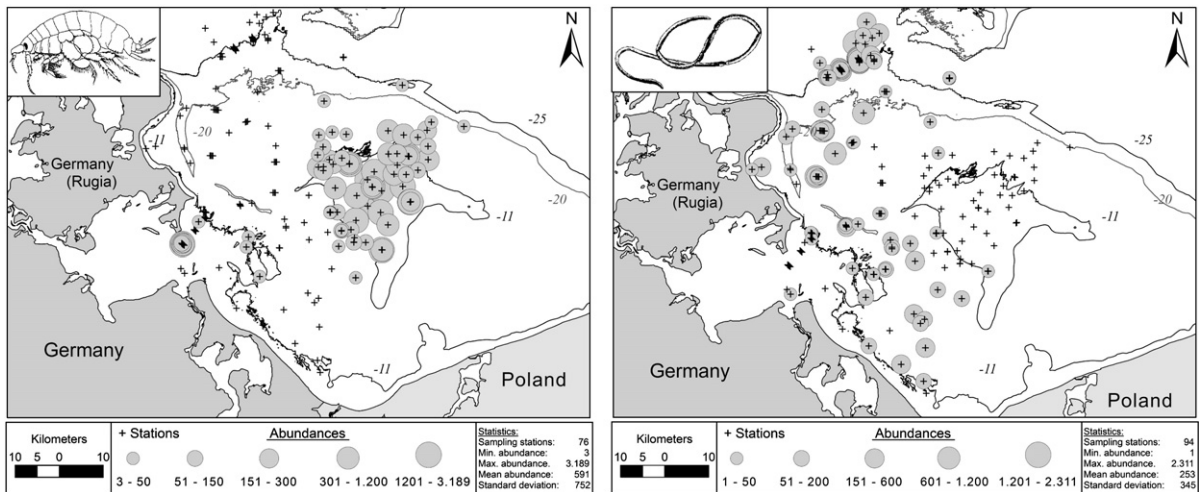 N
-11
-20
-25
Germany
(Rugia)
-20
-11
Germany
-11
Poland
Kilometers
10 5 0 10
+ Stations
Abundances
3 - 50
51 - 150
151 - 300
301 - 1.200
1201 - 3.189
Statistics:
Sampling stations: 76
Min. abundance: 3
Max. abundance. 3.189
Mean abundance: 591
Standard deviation: 752
N
-11
-20
-25
Germany
(Rugia)
-20
-11
Germany
-11
Poland
Kilometers
10 5 0 10
+ Stations
Abundances
1 - 50
51 - 200
151 - 600
601 - 1.200
1.201 - 2.311
Statistics:
Sampling stations: 94
Min. abundance: 1
Max. abundance. 2.311
Mean abundance: 253
Standard deviation: 345